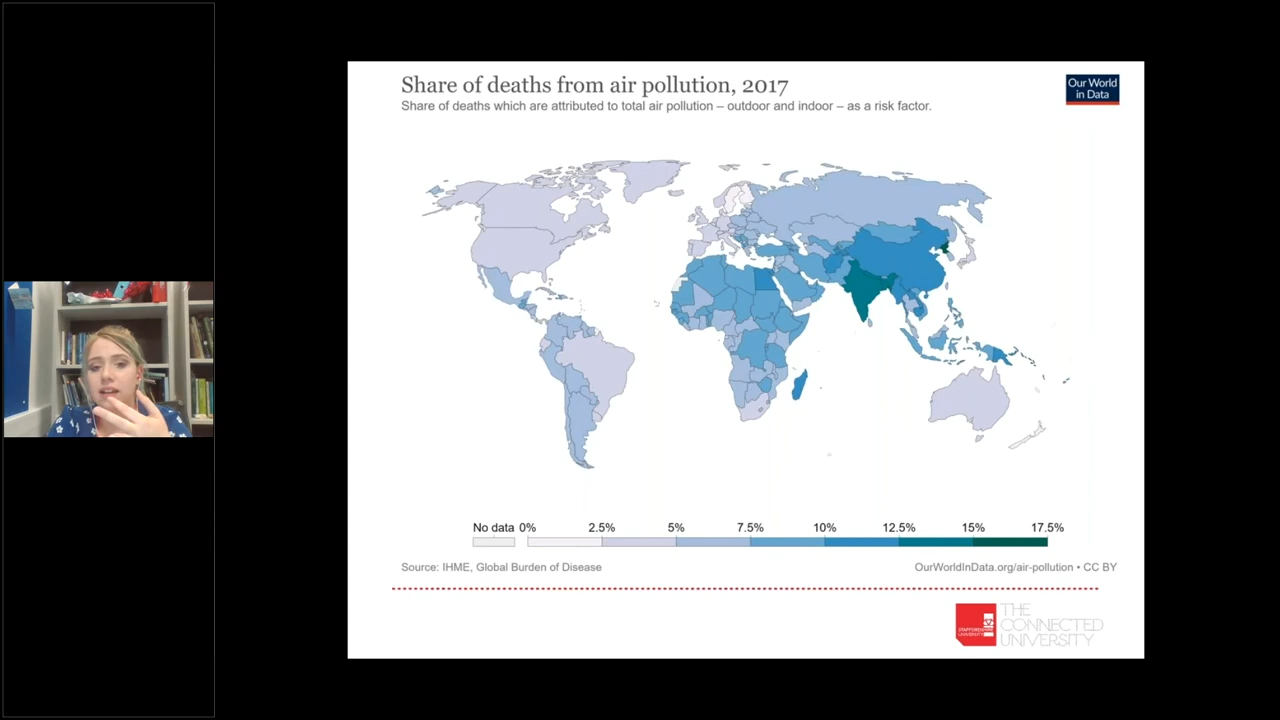 Share of deaths from air pollution, 2017
Share of deaths which are attributed to total air pollution – outdoor and indoor – as a risk factor.
Our World
in Data
No data 0% 2.5% 5% 7.5% 10% 12.5% 15% 17.5%
Source: IHME, Global Burden of Disease
OurWorldInData.org/air-pollution • CC BY
STAFFORDSHIRE
UNIVERSITY
THE
CONNECTED
UNIVERSITY